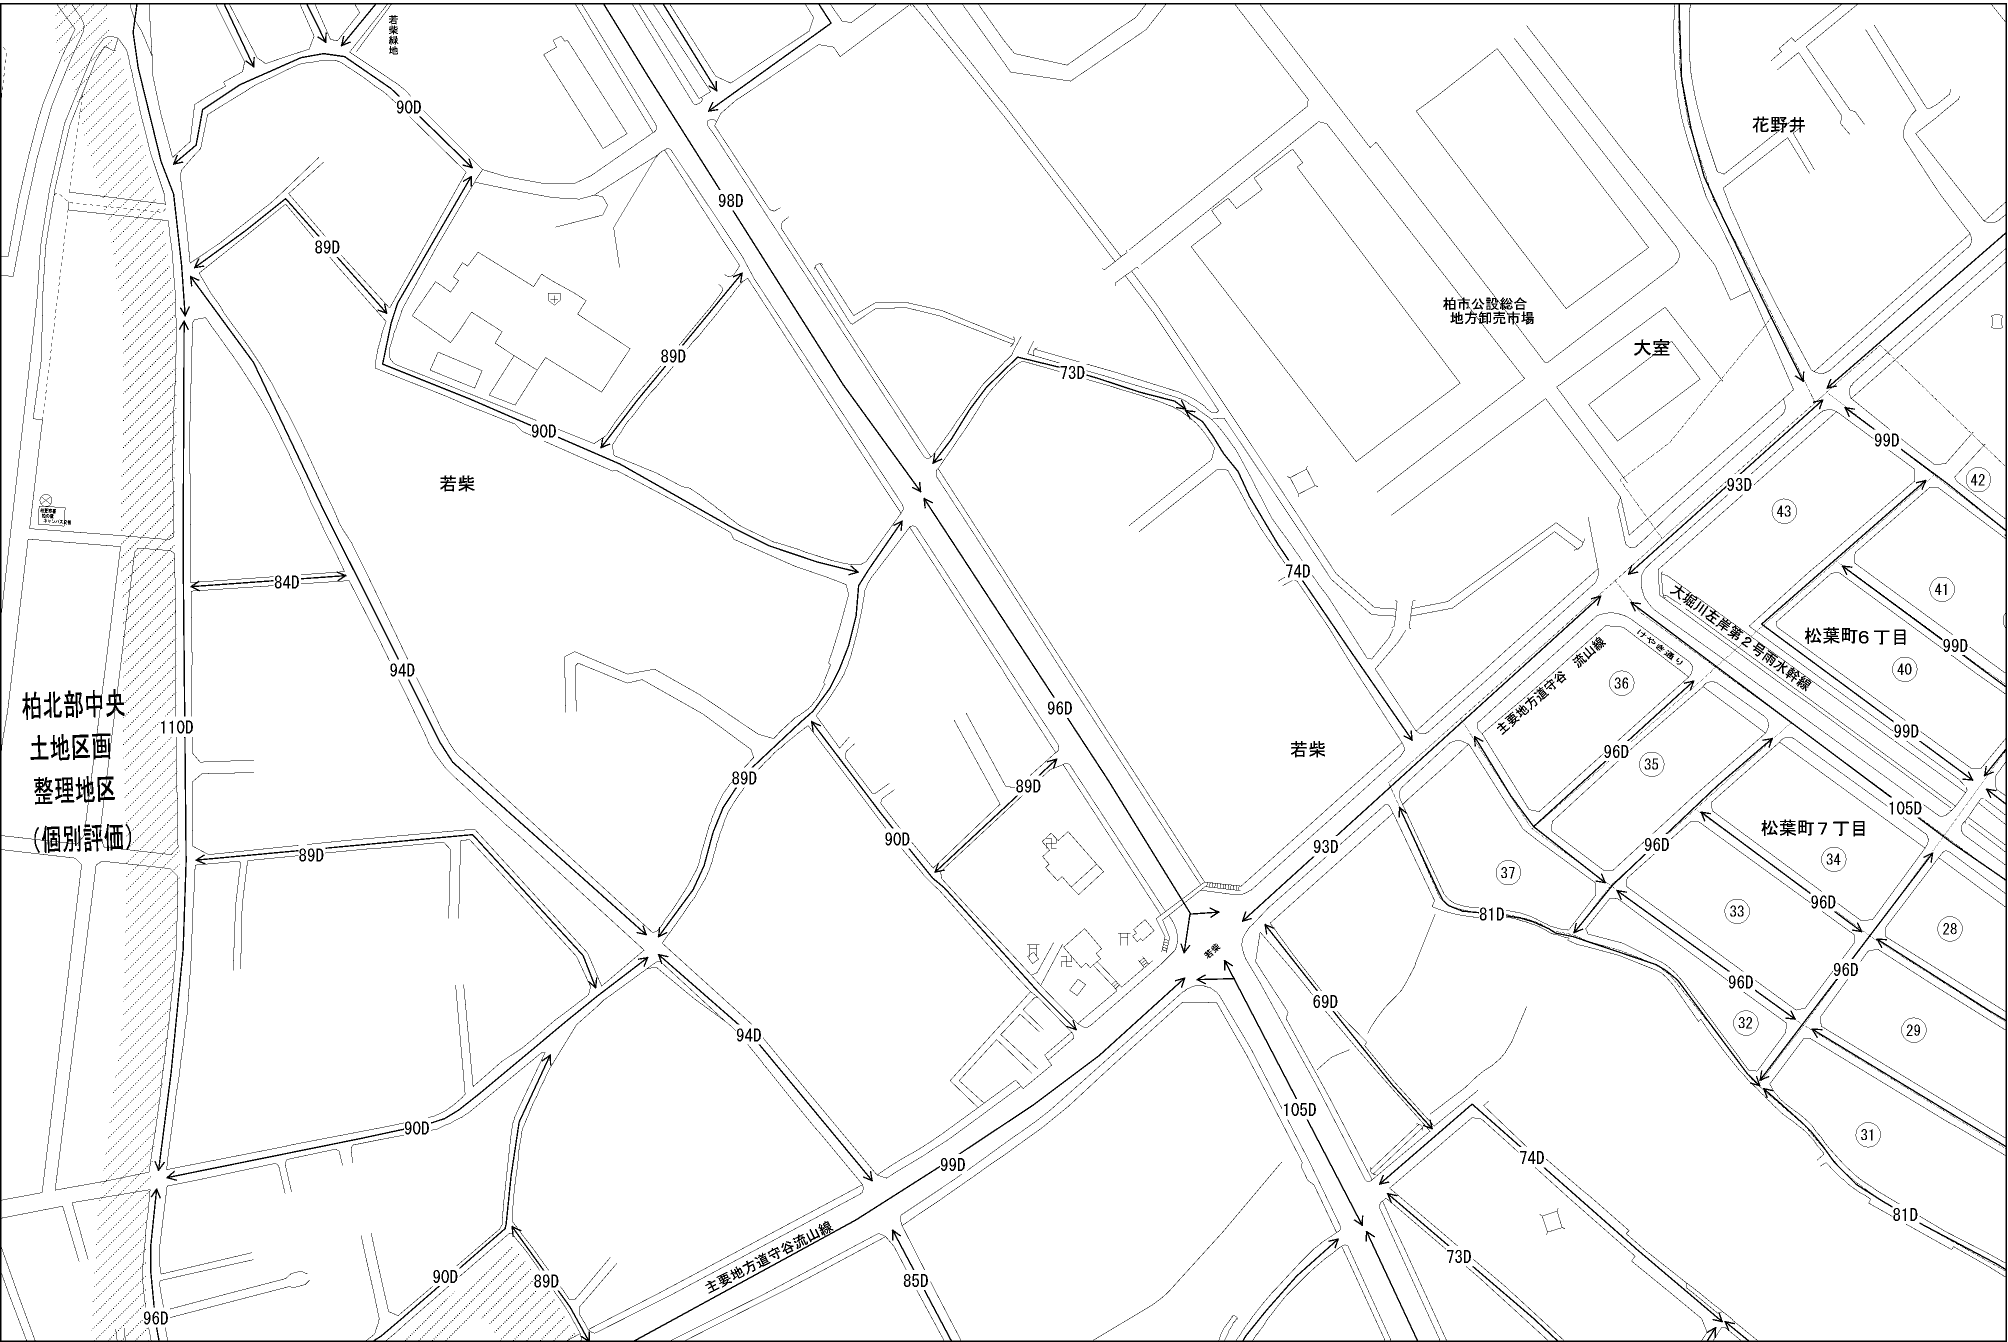 若柴緑地
90D
花野井
98D
89D
柏市公設総合
地方卸売市場
大室
89D
73D
90D
99D
若柴
42
93D
43
74D
84D
41
大堀川左岸第2号雨水幹線
けやき通り
松葉町6丁目
99D
主要地方道守谷 流山線
40
94D
36
柏北部中央
土地区画
整理地区
(個別評価)
110D
96D
99D
若柴
96D
35
89D
89D
105D
松葉町7丁目
90D
93D
96D
34
89D
37
96D
81D
33
28
若柴
96D
96D
69D
32
29
94D
105D
90D
31
74D
99D
81D
主要地方道守谷流山線
73D
90D
89D
85D
96D